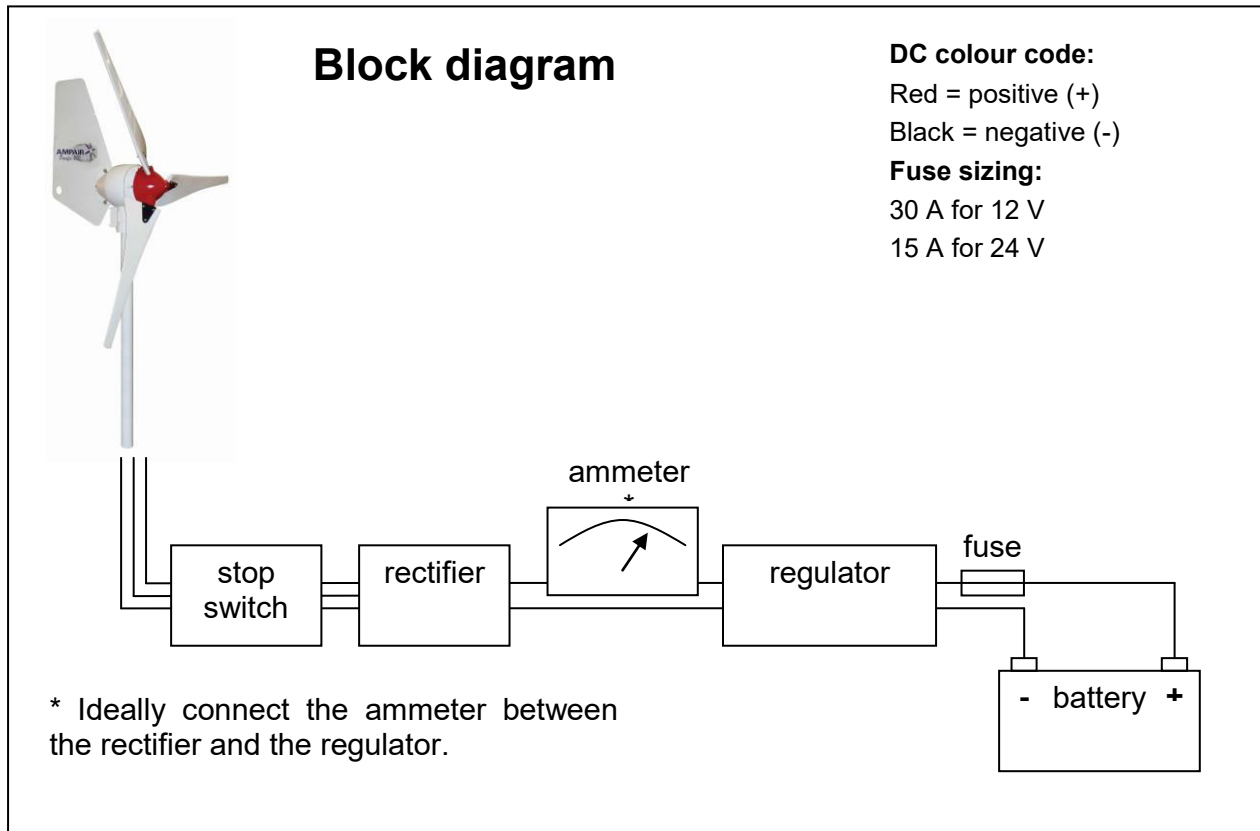 Block diagram
DC colour code:
Red = positive (+)
Black = negative (-)
Fuse sizing:
30 A for 12 V
15 A for 24 V
AMPAIR
ammeter
*
stop
switch
rectifier
regulator
fuse
- battery +
* Ideally connect the ammeter between
the rectifier and the regulator.